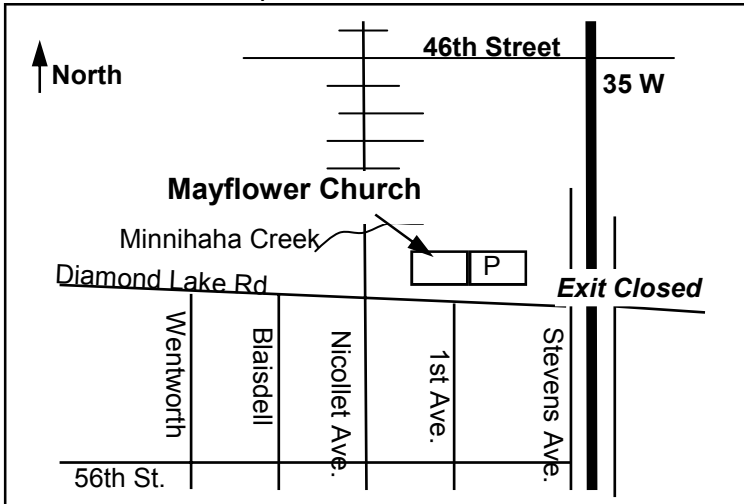 46th Street
North
35 W
Mayflower Church
Minnihaha Creek
P
Diamond Lake Rd
Exit Closed
Wentworth
Blaisdell
Nicollet Ave.
1st Ave.
Stevens Ave.
56th St.